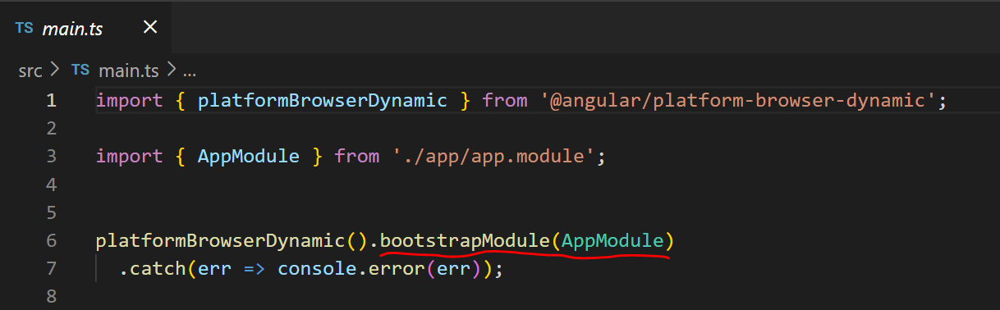 TS main.ts ×
src > TS main.ts > ...
1 import { platformBrowserDynamic } from '@angular/platform-browser-dynamic';
2
3 import { AppModule } from './app/app.module';
4
5
6 platformBrowserDynamic().bootstrapModule(AppModule)
7   .catch(err => console.error(err));
8